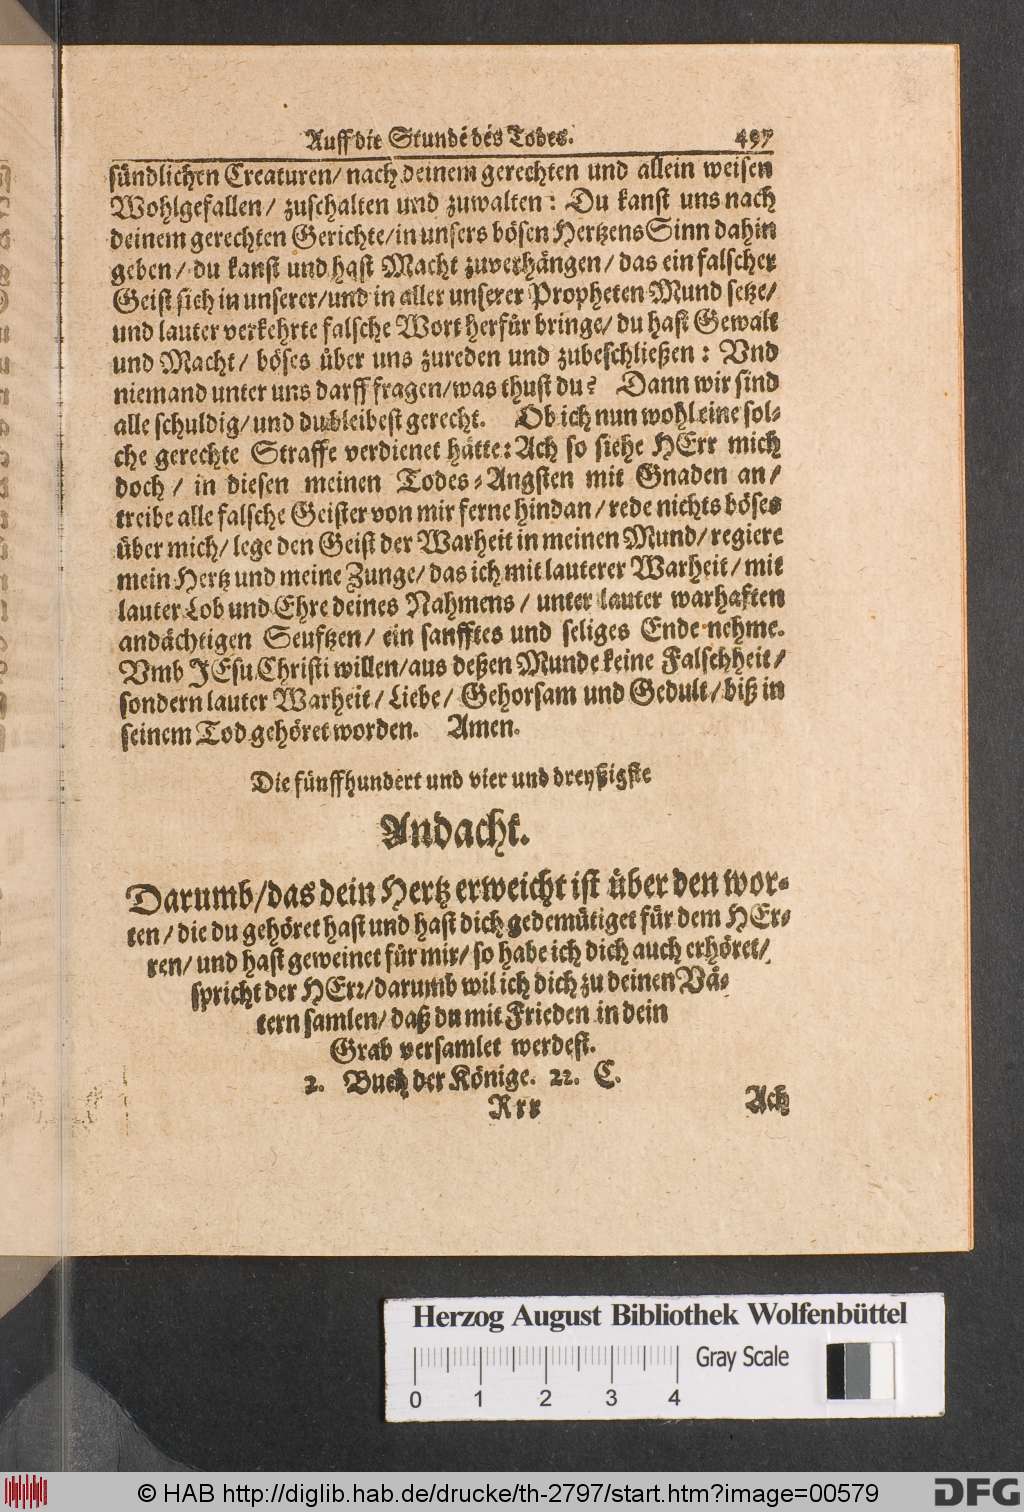 Auff die Stunde des Todes. 497
sündlichen Creaturen/ nach deinem gerechten und allein weisen
Wohlgefallen/ zuschalten und zuwalten: Du kanst uns nach
deinem gerechten Gerichte/ in unsers bösen Hertzens Sinn dahin
geben/ du kanst und hast Macht zuverhängen/ das ein falscher
Geist sich in unserer/ und in aller unserer Propheten Mund setze/
und lauter verkehrte falsche Wort herfür bringe/ du hast Gewalt
und Macht/ böses über uns zureden und zubeschließen: Vnd
niemand unter uns darff fragen/ was thust du? Dann wir sind
alle schuldig/ und du bleibest gerecht. Ob ich nun wohl eine sol-
che gerechte Straffe verdienet hätte: Ach so siehe HErr mich
doch/ in diesen meinen Todes-Angsten mit Gnaden an/
treibe alle falsche Geister von mir ferne hindan/ rede nichts böses
über mich/ lege den Geist der Warheit in meinen Mund/ regiere
mein Hertz und meine Zunge/ das ich mit lauterer Warheit/ mit
lauter Lob und Ehre deines Nahmens/ unter lauter warhaften
andächtigen Seuftzen/ ein sanfftes und seliges Ende nehme.
Vmb JEsu Christi willen/ aus deßen Munde keine Falschheit/
sondern lauter Warheit/ Liebe/ Gehorsam und Gedult/ biß in
seinem Tod gehöret worden. Amen.
Die fünffhundert und vier und dreyßigste
Andacht.
Darumb/ das dein Hertz erweicht ist über den wor-
ten/ die du gehöret hast und hast dich gedemütiget für dem HEr-
ren/ und hast geweinet für mir/ so habe ich dich auch erhöret/
spricht der HErr/ darumb wil ich dich zu deinen Vä-
tern samlen/ daß du mit Frieden in dein
Grab versamlet werdest.
2. Buch der Könige. 22. C.
Rrr Ach
Herzog August Bibliothek Wolfenbüttel
Gray Scale
0 1 2 3 4
© HAB http://diglib.hab.de/drucke/th-2797/start.htm?image=00579
DFG